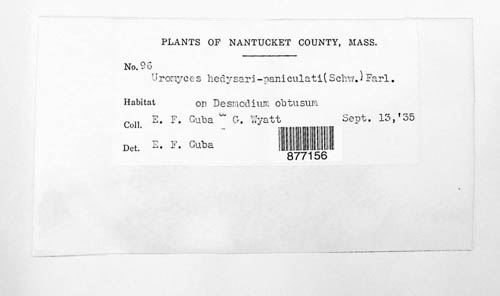 PLANTS OF NANTUCKET COUNTY, MASS.
No. 96
Uromyces hedysari-paniculati (Schw.) Farl.
Habitat on Desmodium obtusum
Coll. E. F. Guba G. Wyatt Sept. 13,'35
877156
Det. E. F. Guba